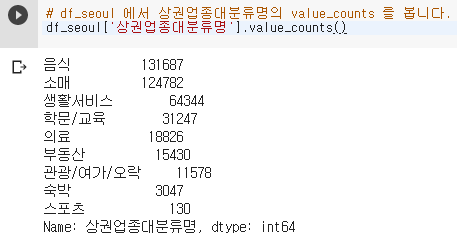 # df_seoul 에서 상권업종대분류명의 value_counts 를 봅니다.
df_seoul['상권업종대분류명'].value_counts()
음식 131687
소매 124782
생활서비스 64344
학문/교육 31247
의료 18826
부동산 15430
관광/여가/오락 11578
숙박 3047
스포츠 130
Name: 상권업종대분류명, dtype: int64